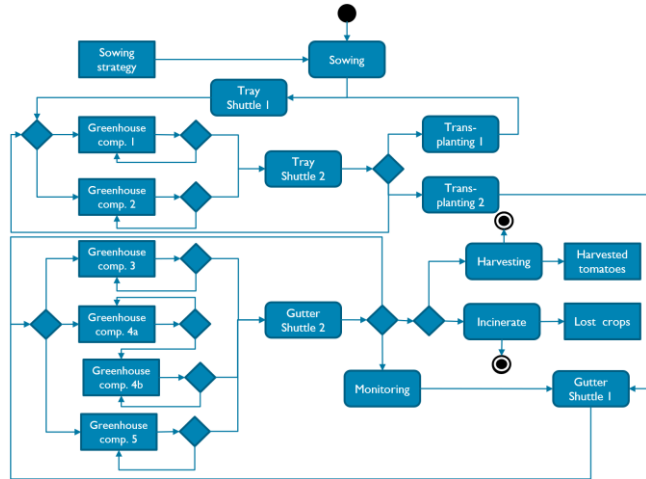 Sowing
strategy
Sowing
Tray
Shuttle 1
Greenhouse
comp. 1
Trans-
planting 1
Tray
Shuttle 2
Greenhouse
comp. 2
Trans-
planting 2
Greenhouse
comp. 3
Harvesting
Harvested
tomatoes
Greenhouse
comp. 4a
Gutter
Shuttle 2
Incinerate
Lost crops
Greenhouse
comp. 4b
Monitoring
Gutter
Shuttle 1
Greenhouse
comp. 5